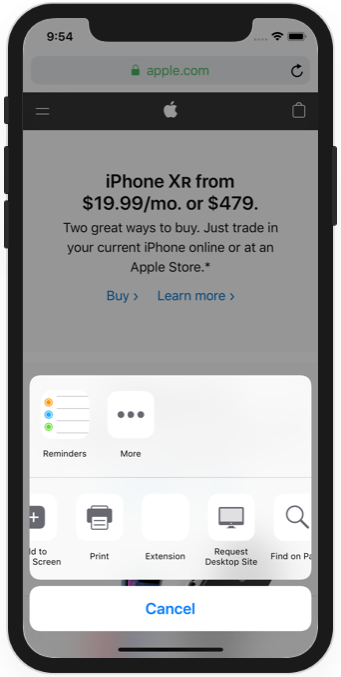 9:54
apple.com
iPhone XR from
$19.99/mo. or $479.
Two great ways to buy. Just trade in
your current iPhone online or at an
Apple Store.*
Buy › Learn more ›
Reminders
More
ld to
Screen
Print
Extension
Request
Desktop Site
Find on Pa
Cancel